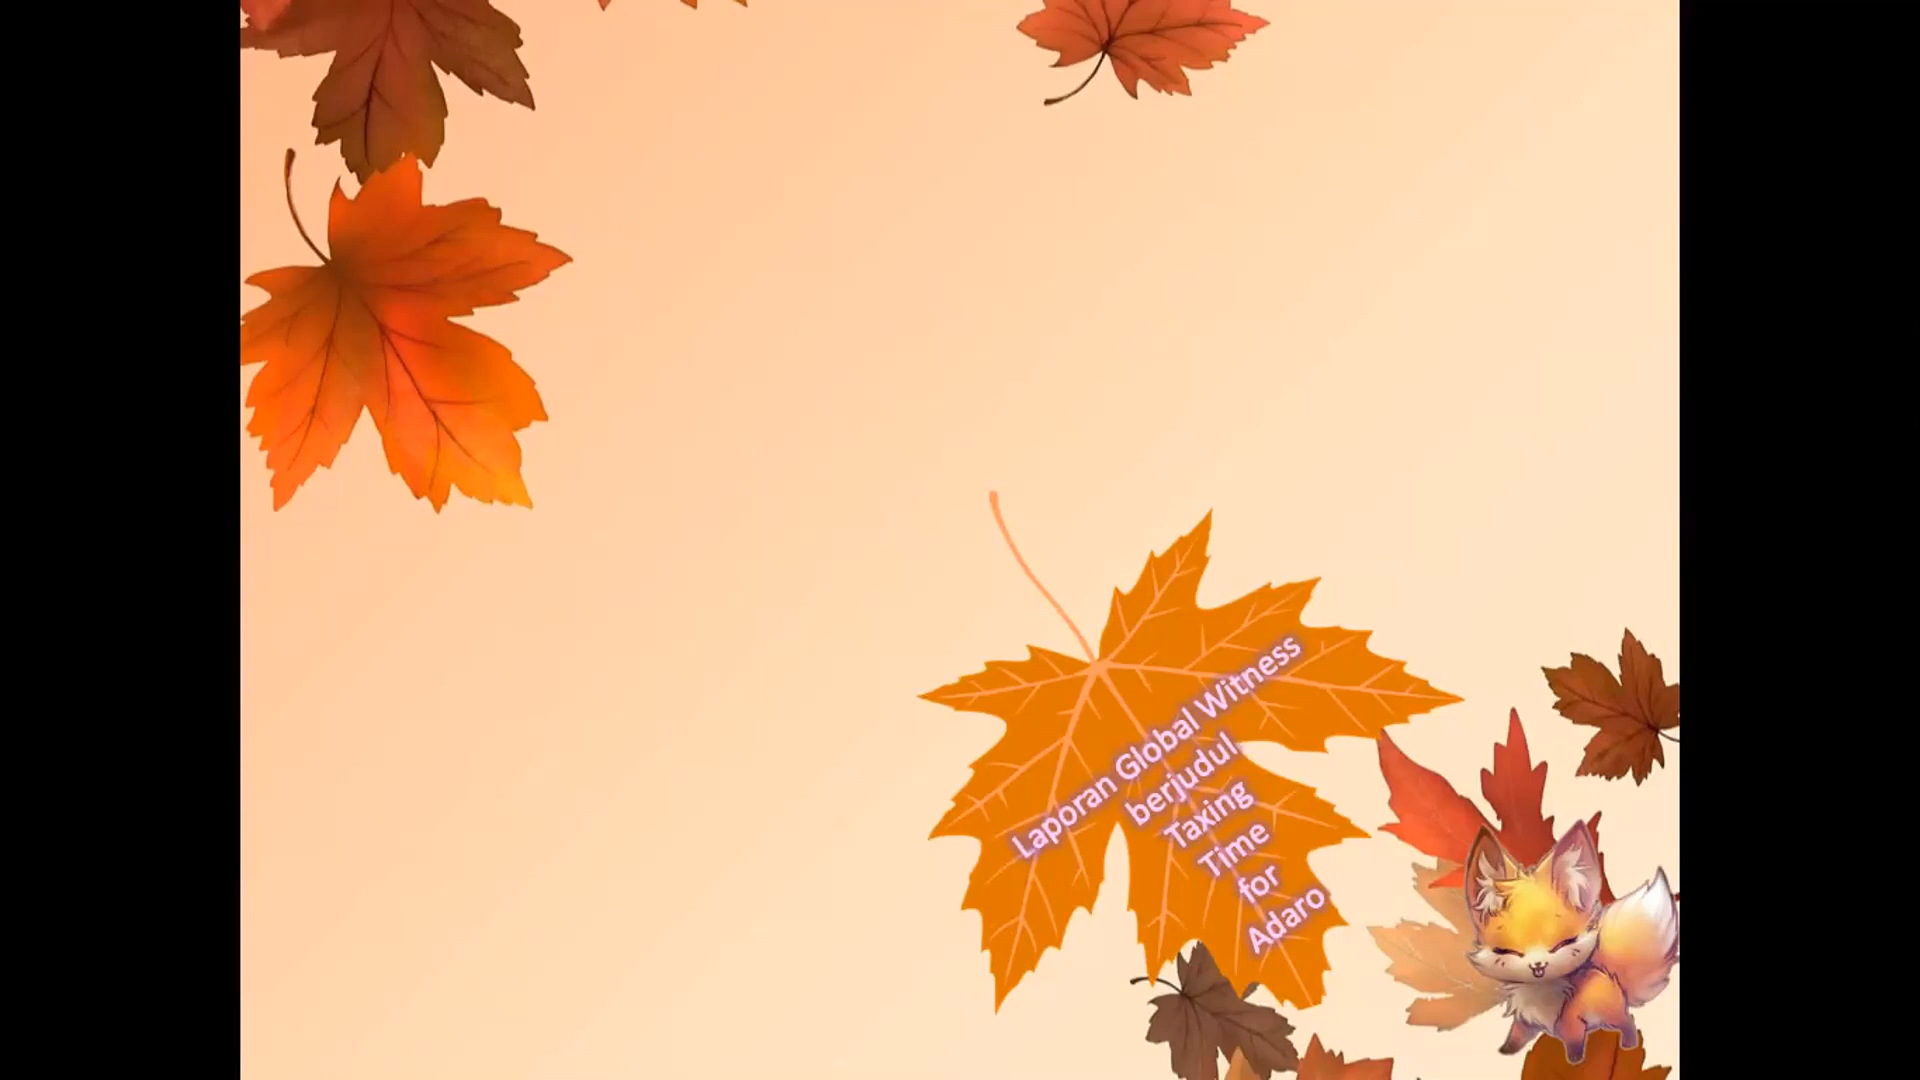 Laporan Global Witness
berjudul
Taxing
Time
for
Adaro